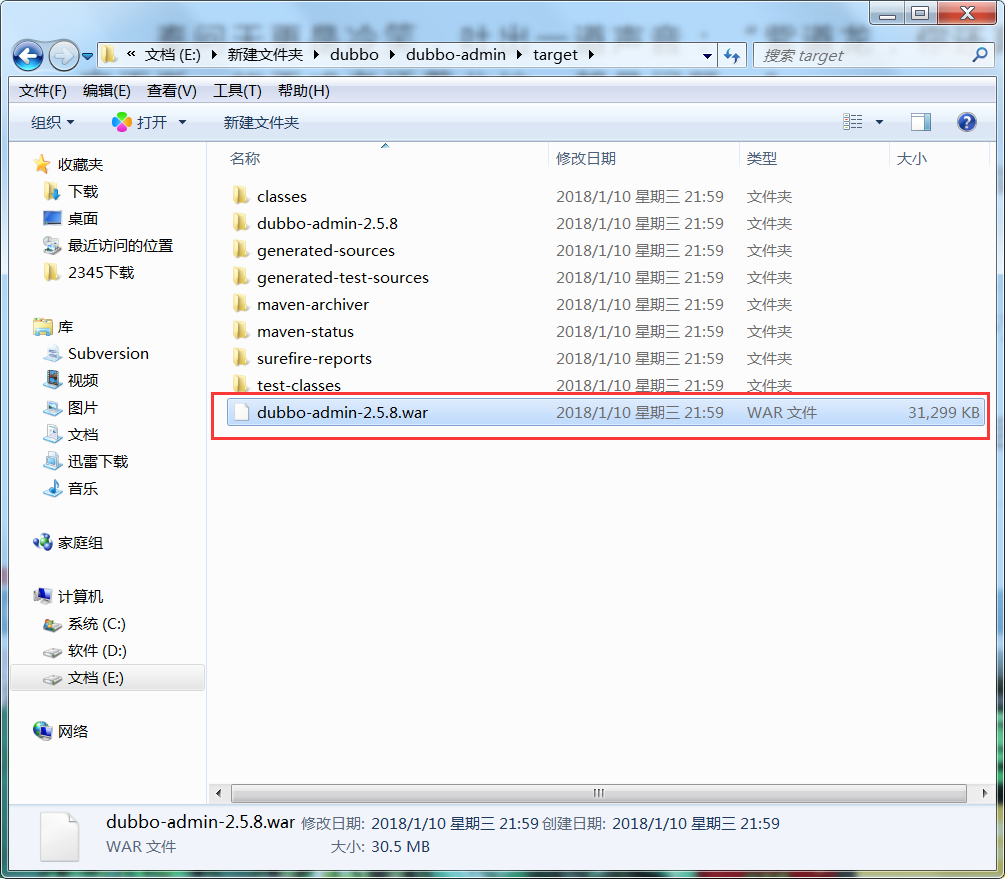 « 文档 (E:) 新建文件夹 dubbo dubbo-admin target 搜索 target
文件(F) 编辑(E) 查看(V) 工具(T) 帮助(H)
组织 打开 新建文件夹
名称 修改日期 类型 大小
收藏夹
下载
桌面
最近访问的位置
2345下载
库
Subversion
视频
图片
文档
迅雷下载
音乐
家庭组
计算机
系统 (C:)
软件 (D:)
文档 (E:)
网络
classes 2018/1/10 星期三 21:59 文件夹
dubbo-admin-2.5.8 2018/1/10 星期三 21:59 文件夹
generated-sources 2018/1/10 星期三 21:59 文件夹
generated-test-sources 2018/1/10 星期三 21:59 文件夹
maven-archiver 2018/1/10 星期三 21:59 文件夹
maven-status 2018/1/10 星期三 21:59 文件夹
surefire-reports 2018/1/10 星期三 21:59 文件夹
test-classes 2018/1/10 星期三 21:59 文件夹
dubbo-admin-2.5.8.war 2018/1/10 星期三 21:59 WAR 文件 31,299 KB
dubbo-admin-2.5.8.war 修改日期: 2018/1/10 星期三 21:59 创建日期: 2018/1/10 星期三 21:59
WAR 文件 大小: 30.5 MB